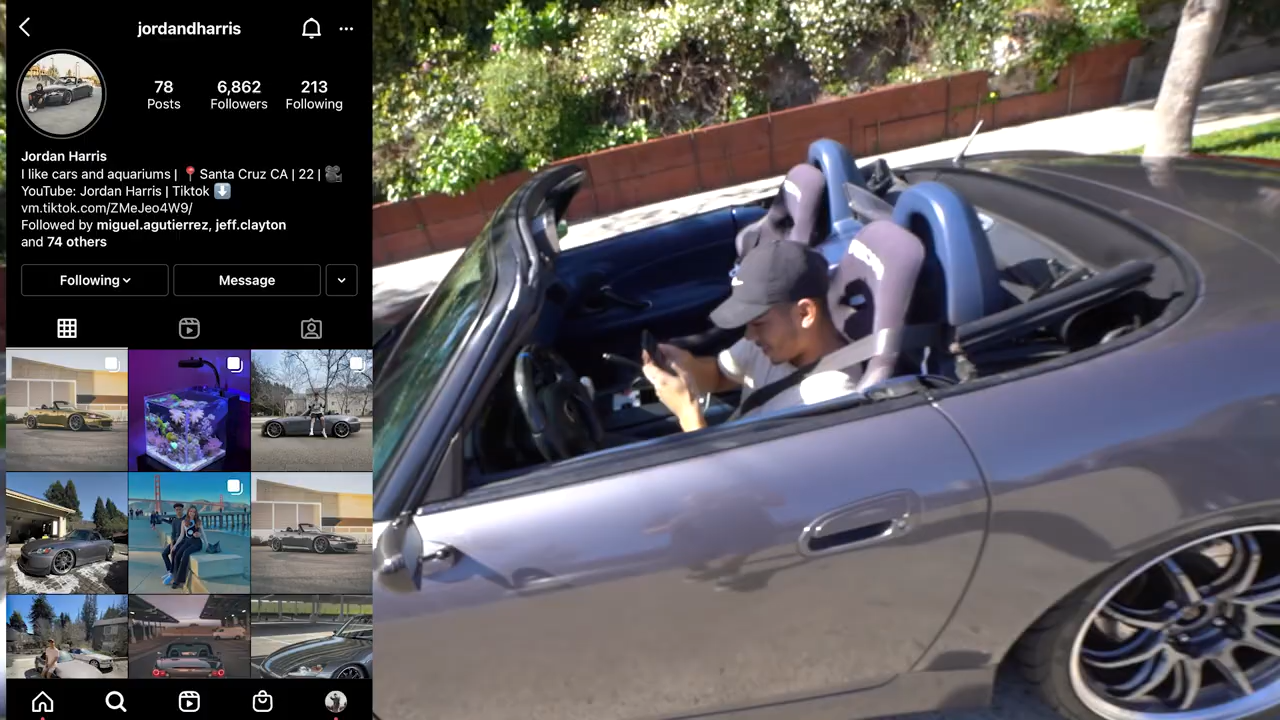 jordandharris
78 6,862 213
Posts Followers Following
Jordan Harris
I like cars and aquariums | 📍 Santa Cruz CA | 22 | 🎥
YouTube: Jordan Harris | Tiktok ⬇️
vm.tiktok.com/ZMeJeo4W9/
Followed by miguel.agutierrez, jeff.clayton
and 74 others
Following
Message